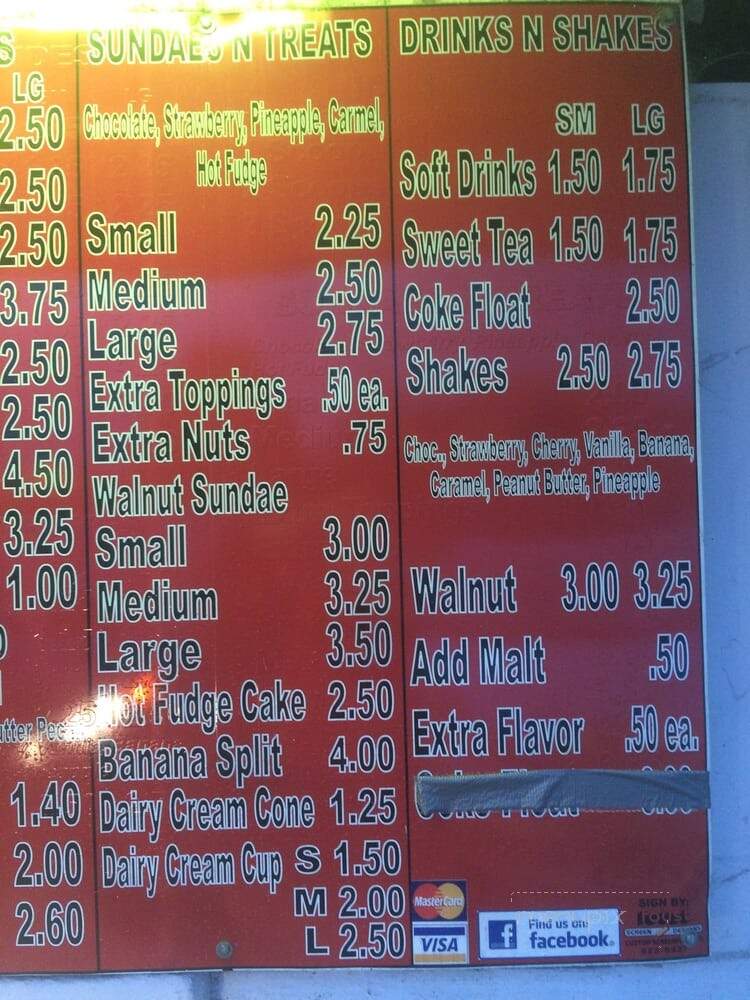 S
LG
2.50
2.50
2.50
3.75
2.50
2.50
4.50
3.25
1.00
1.40
2.00
2.60
SUNDAES N TREATS
Chocolate, Strawberry, Pineapple, Carmel,
Hot Fudge
Small 2.25
Medium 2.50
Large 2.75
Extra Toppings .50 ea.
Extra Nuts .75
Walnut Sundae
Small 3.00
Medium 3.25
Large 3.50
Hot Fudge Cake 2.50
Banana Split 4.00
Dairy Cream Cone 1.25
Dairy Cream Cup S 1.50
M 2.00
L 2.50
DRINKS N SHAKES
SM LG
Soft Drinks 1.50 1.75
Sweet Tea 1.50 1.75
Coke Float 2.50
Shakes 2.50 2.75
Choc., Strawberry, Cherry, Vanilla, Banana,
Caramel, Peanut Butter, Pineapple
Walnut 3.00 3.25
Add Malt .50
Extra Flavor .50 ea.
MasterCard
VISA
Find us on:
facebook
SIGN BY: